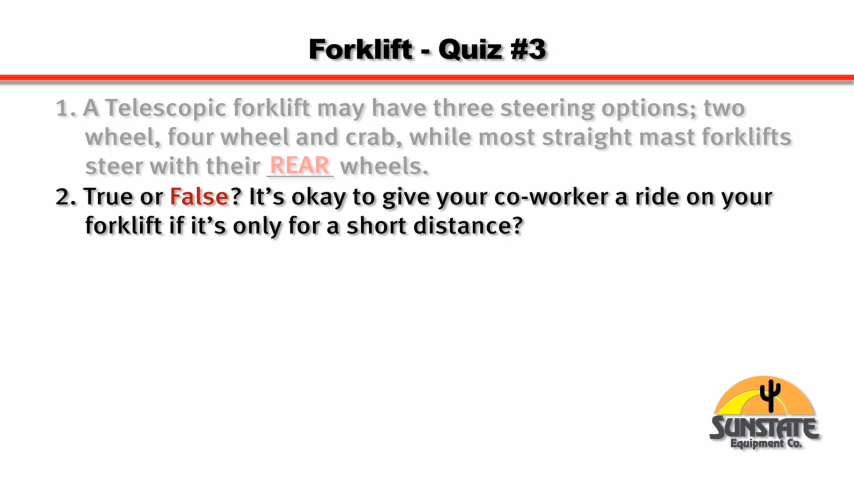 Forklift - Quiz #3
1. A Telescopic forklift may have three steering options; two
wheel, four wheel and crab, while most straight mast forklifts
steer with their REAR wheels.
2. True or False? It's okay to give your co-worker a ride on your
forklift if it's only for a short distance?
SUNSTATE
Equipment Co.